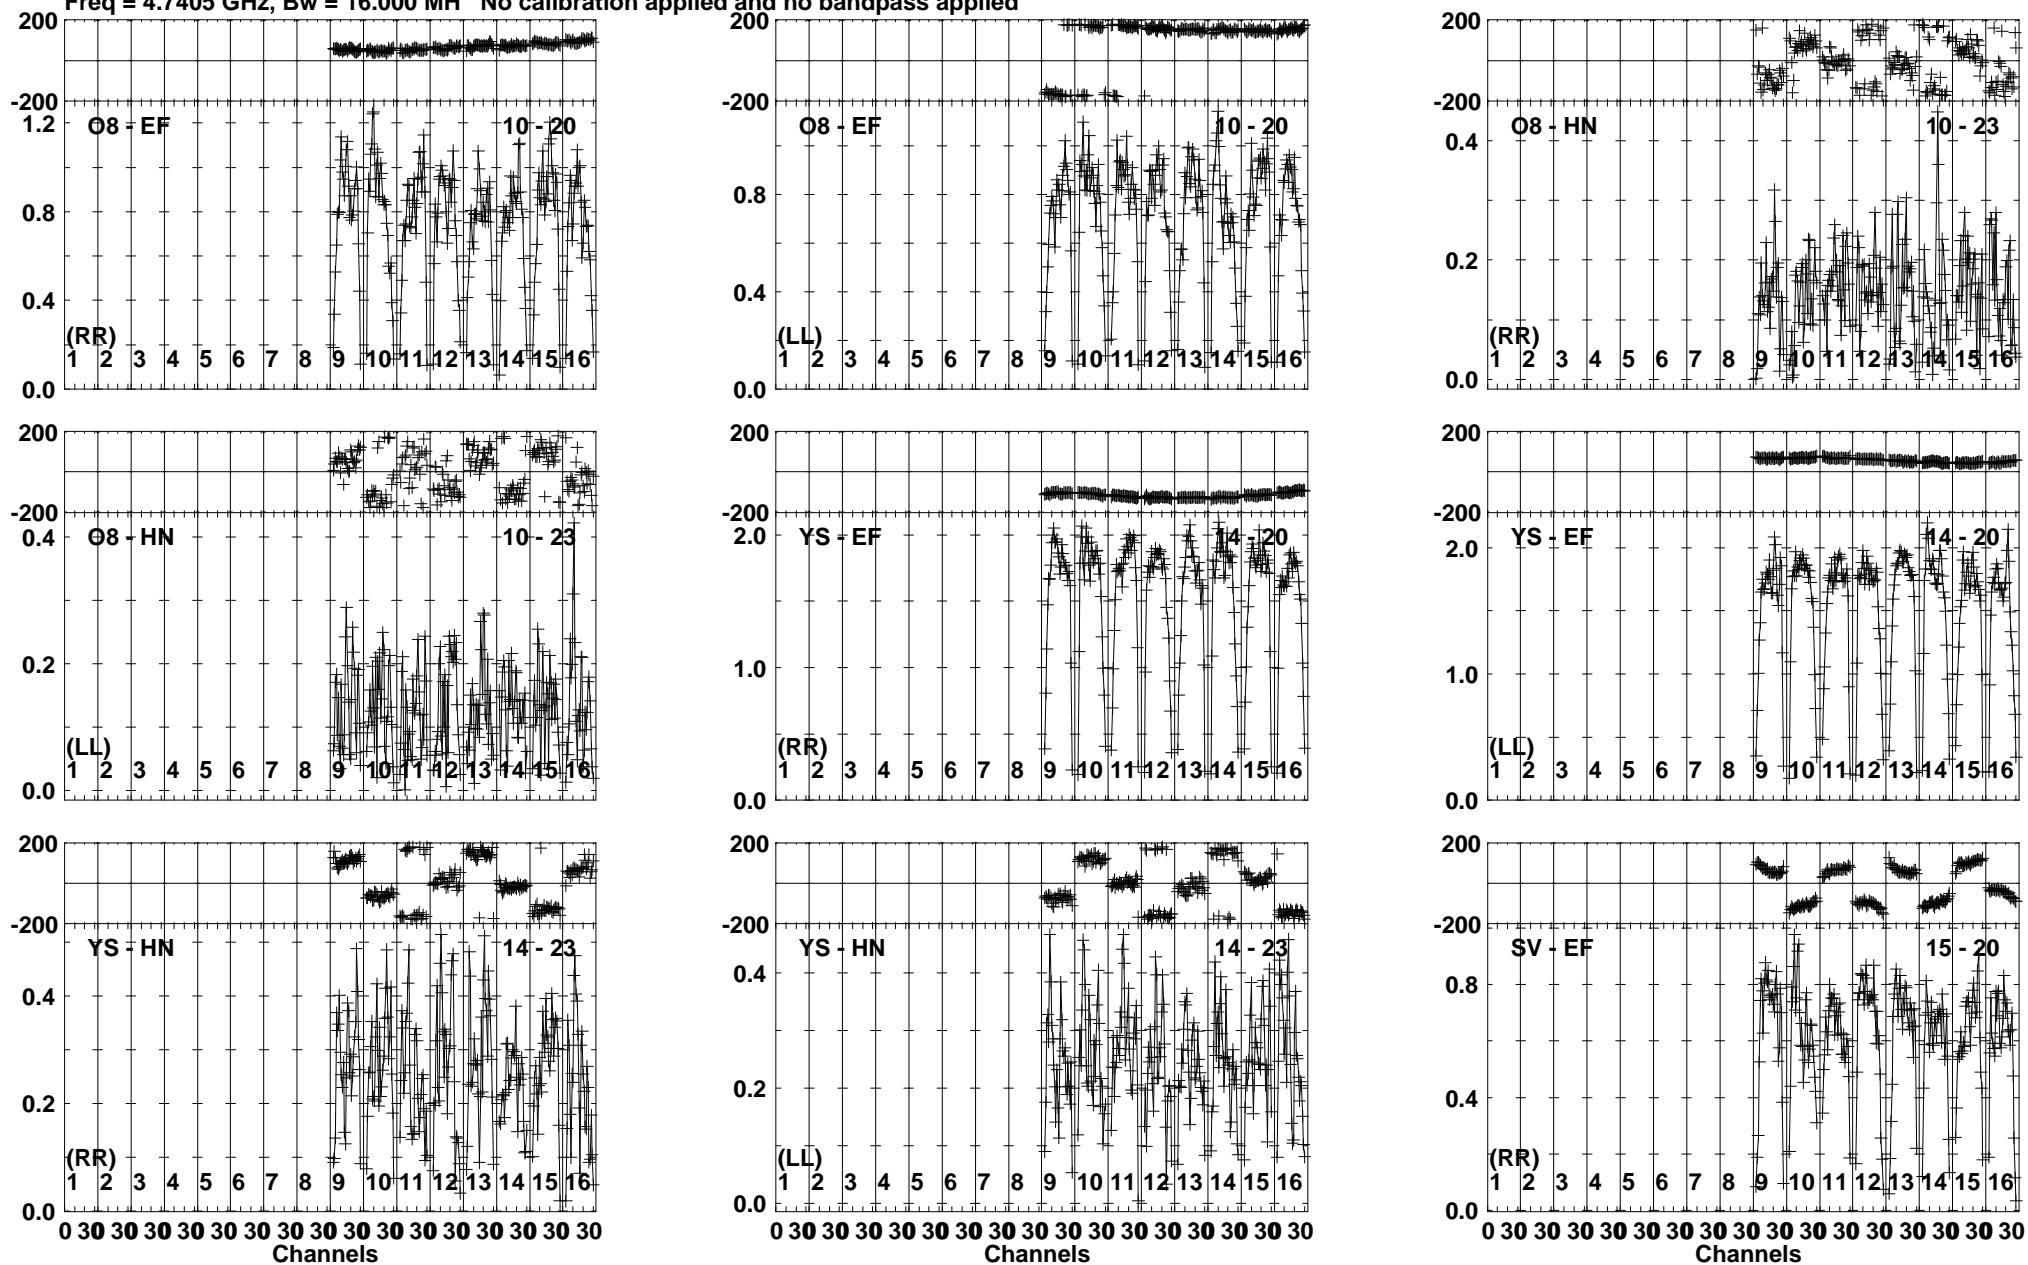 Freq = 4.7405 GHz, Bw = 16.000 MH No calibration applied and no bandpass applied
200 200 200
-200 -200 -200
O8 - EF 10 - 20 O8 - EF 10 - 20 O8 - HN 10 - 23
1.2
0.8 0.8 0.4
0.4 0.4 0.2
(RR) (LL) (RR)
1 2 3 4 5 6 7 8 9 10 11 12 13 14 15 16 1 2 3 4 5 6 7 8 9 10 11 12 13 14 15 16 1 2 3 4 5 6 7 8 9 10 11 12 13 14 15 16
0.0 0.0 0.0
200 200 200
-200 -200 -200
O8 - HN 10 - 23 YS - EF 14 - 20 YS - EF 14 - 20
0.4 2.0 2.0
0.2 1.0 1.0
(LL) (RR) (LL)
1 2 3 4 5 6 7 8 9 10 11 12 13 14 15 16 1 2 3 4 5 6 7 8 9 10 11 12 13 14 15 16 1 2 3 4 5 6 7 8 9 10 11 12 13 14 15 16
0.0 0.0 0.0
200 200 200
-200 -200 -200
YS - HN 14 - 23 YS - HN 14 - 23 SV - EF 15 - 20
0.4 0.4 0.8
0.2 0.2 0.4
(RR) (LL) (RR)
1 2 3 4 5 6 7 8 9 10 11 12 13 14 15 16 1 2 3 4 5 6 7 8 9 10 11 12 13 14 15 16 1 2 3 4 5 6 7 8 9 10 11 12 13 14 15 16
0.0 0.0 0.0
0 30 30 30 30 30 30 30 30 30 30 30 30 30 30 30 30 0 30 30 30 30 30 30 30 30 30 30 30 30 30 30 30 30 0 30 30 30 30 30 30 30 30 30 30 30 30 30 30 30 30
Channels Channels Channels